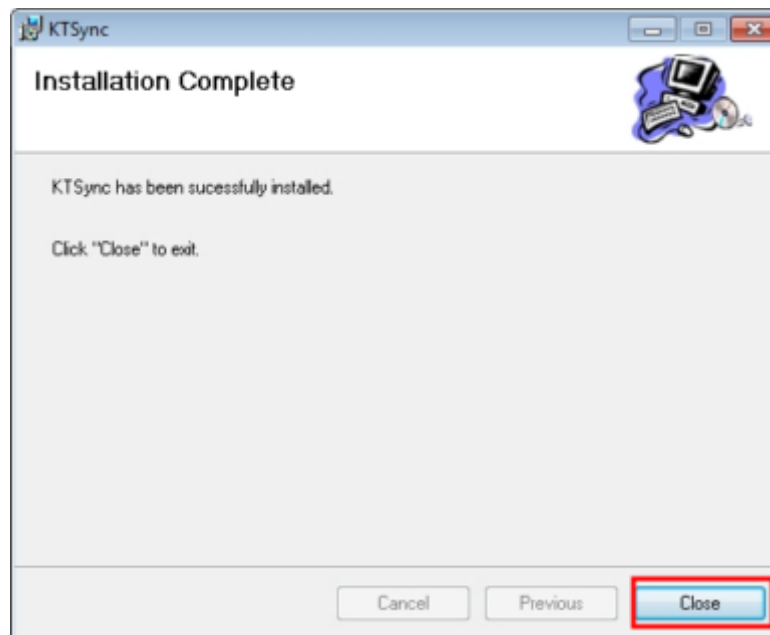 KTSync
Installation Complete
KTSync has been sucessfully installed.
Click "Close" to exit.
Cancel Previous Close